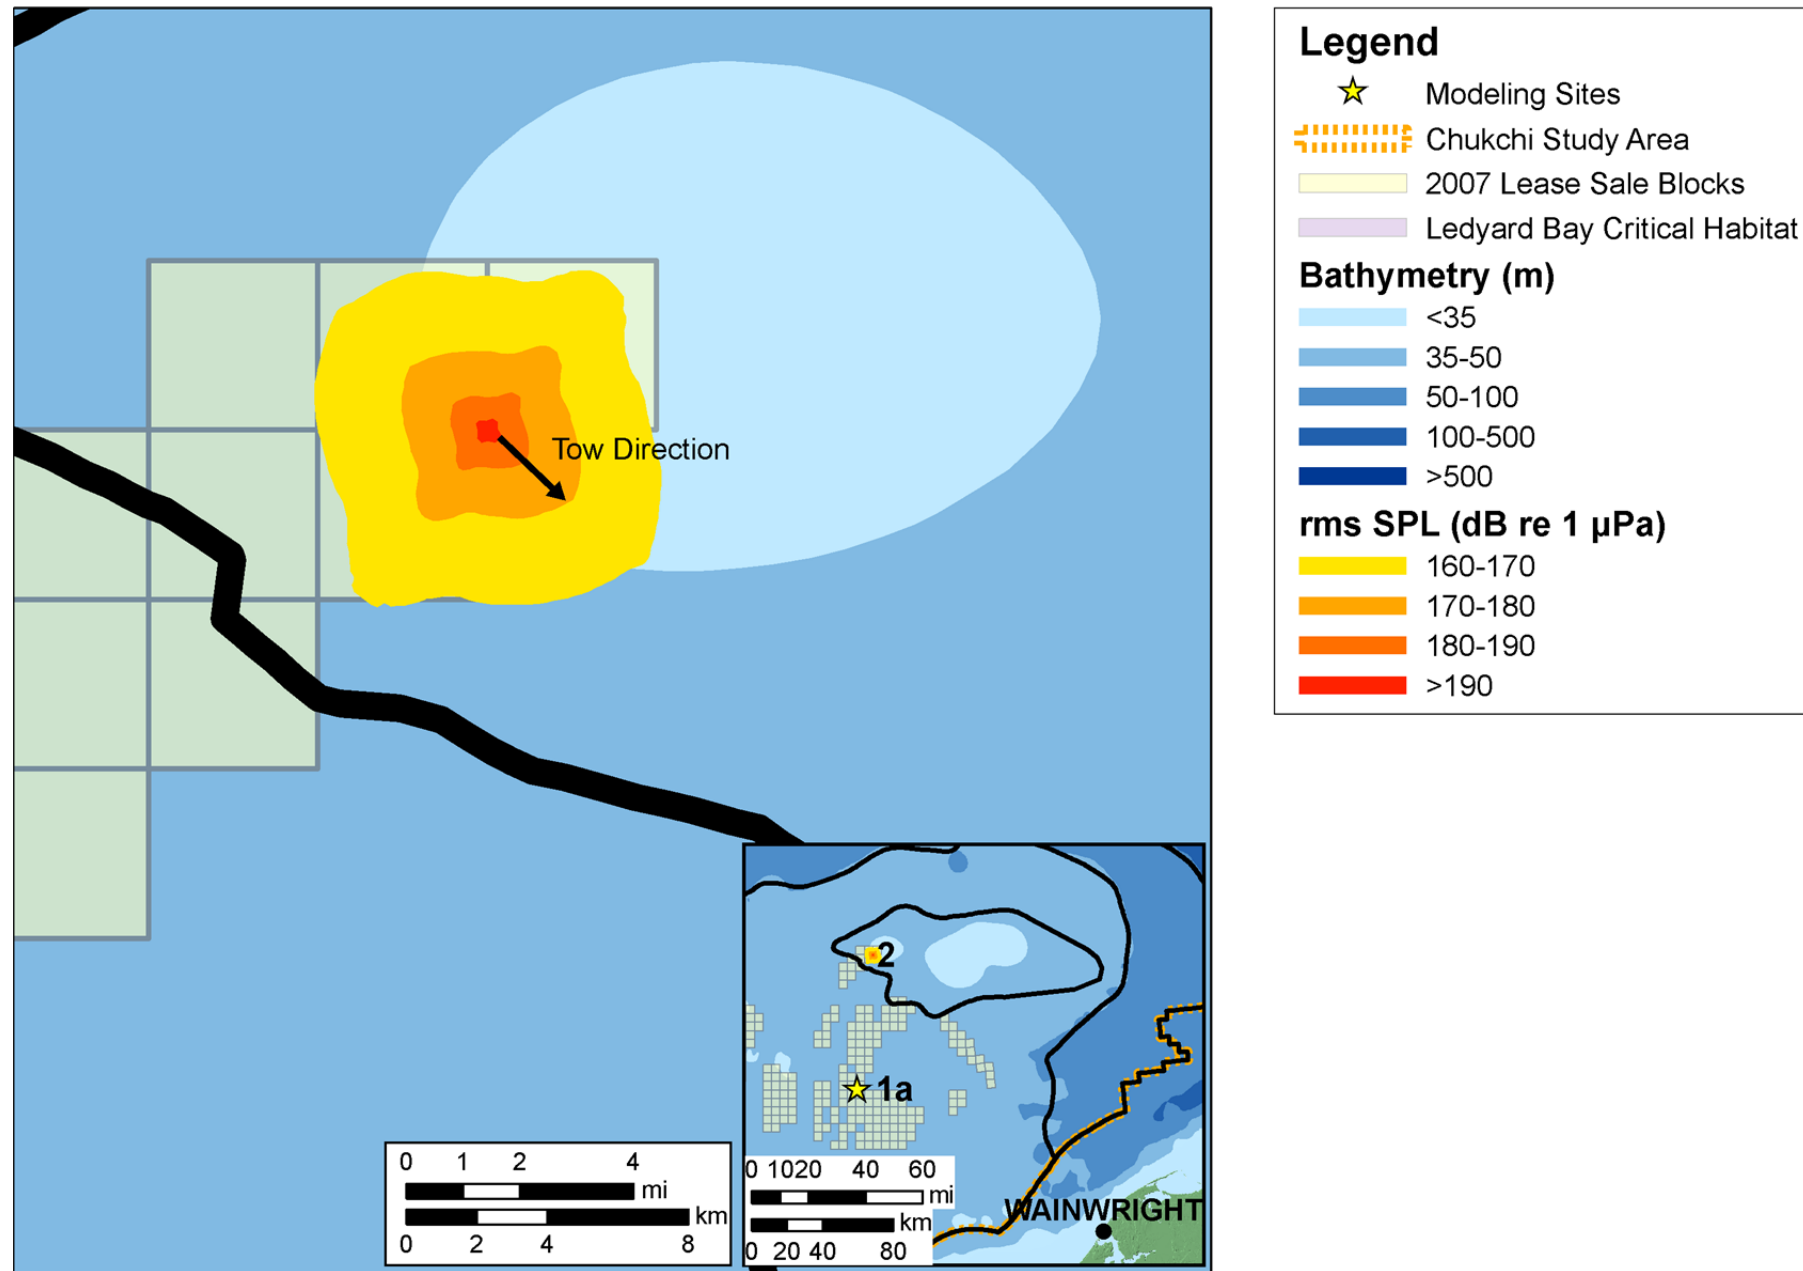 Tow Direction
0 1 2 4
mi
km
0 2 4 8
2
1a
0 10 20 40 60
mi
km
0 20 40 80
WAINWRIGHT
Legend
Modeling Sites
Chukchi Study Area
2007 Lease Sale Blocks
Ledyard Bay Critical Habitat
Bathymetry (m)
<35
35-50
50-100
100-500
>500
rms SPL (dB re 1 µPa)
160-170
170-180
180-190
>190